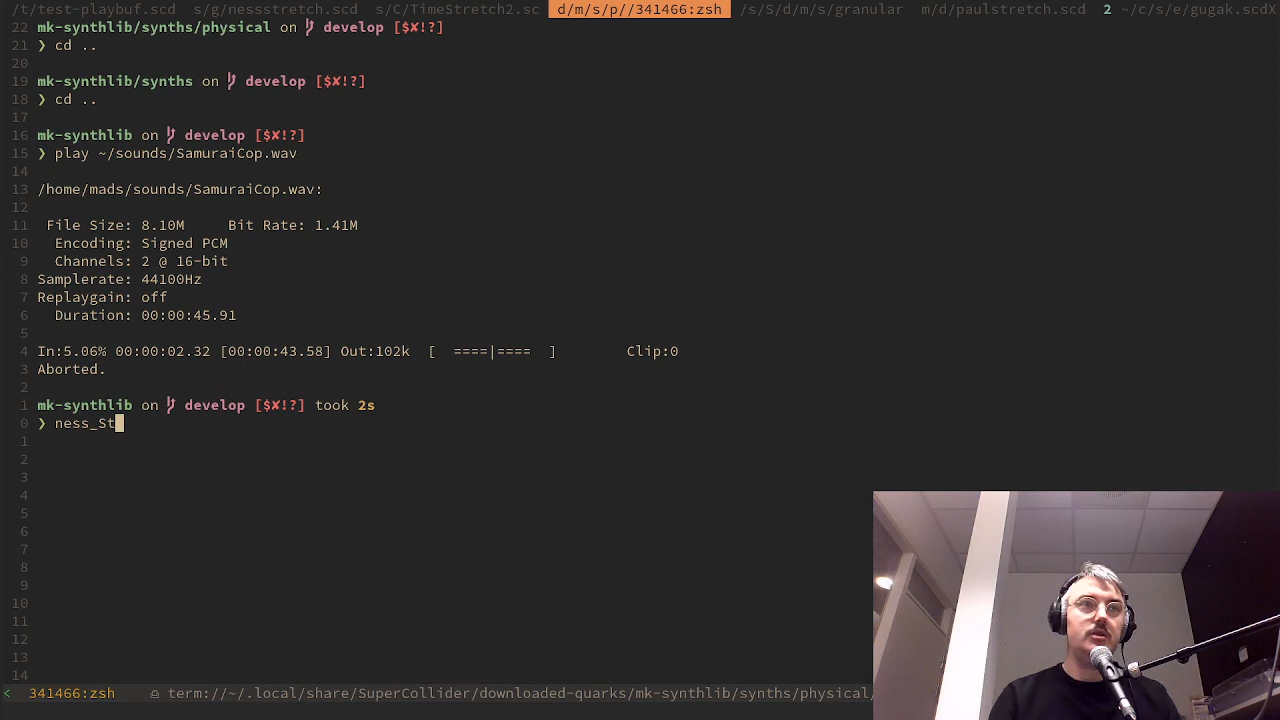 /t/test-playbuf.scd s/g/nessstretch.scd s/C/TimeStretch2.sc d/m/s/p//341466:zsh /s/S/d/m/s/granular m/d/paulstretch.scd 2 ~/c/s/e/gugak.scdX
22 mk-synthlib/synths/physical on develop [$✘!?]
21 ❯ cd ..
20
19 mk-synthlib/synths on develop [$✘!?]
18 ❯ cd ..
17
16 mk-synthlib on develop [$✘!?]
15 ❯ play ~/sounds/SamuraiCop.wav
14
13 /home/mads/sounds/SamuraiCop.wav:
12
11 File Size: 8.10M Bit Rate: 1.41M
10 Encoding: Signed PCM
9 Channels: 2 @ 16-bit
8 Samplerate: 44100Hz
7 Replaygain: off
6 Duration: 00:00:45.91
5
4 In:5.06% 00:00:02.32 [00:00:43.58] Out:102k [ ====|==== ] Clip:0
3 Aborted.
2
1 mk-synthlib on develop [$✘!?] took 2s
0 ❯ ness_St
1
2
3
4
5
6
7
8
9
10
11
12
13
14
< 341466:zsh term://~/.local/share/SuperCollider/downloaded-quarks/mk-synthlib/synths/physical/